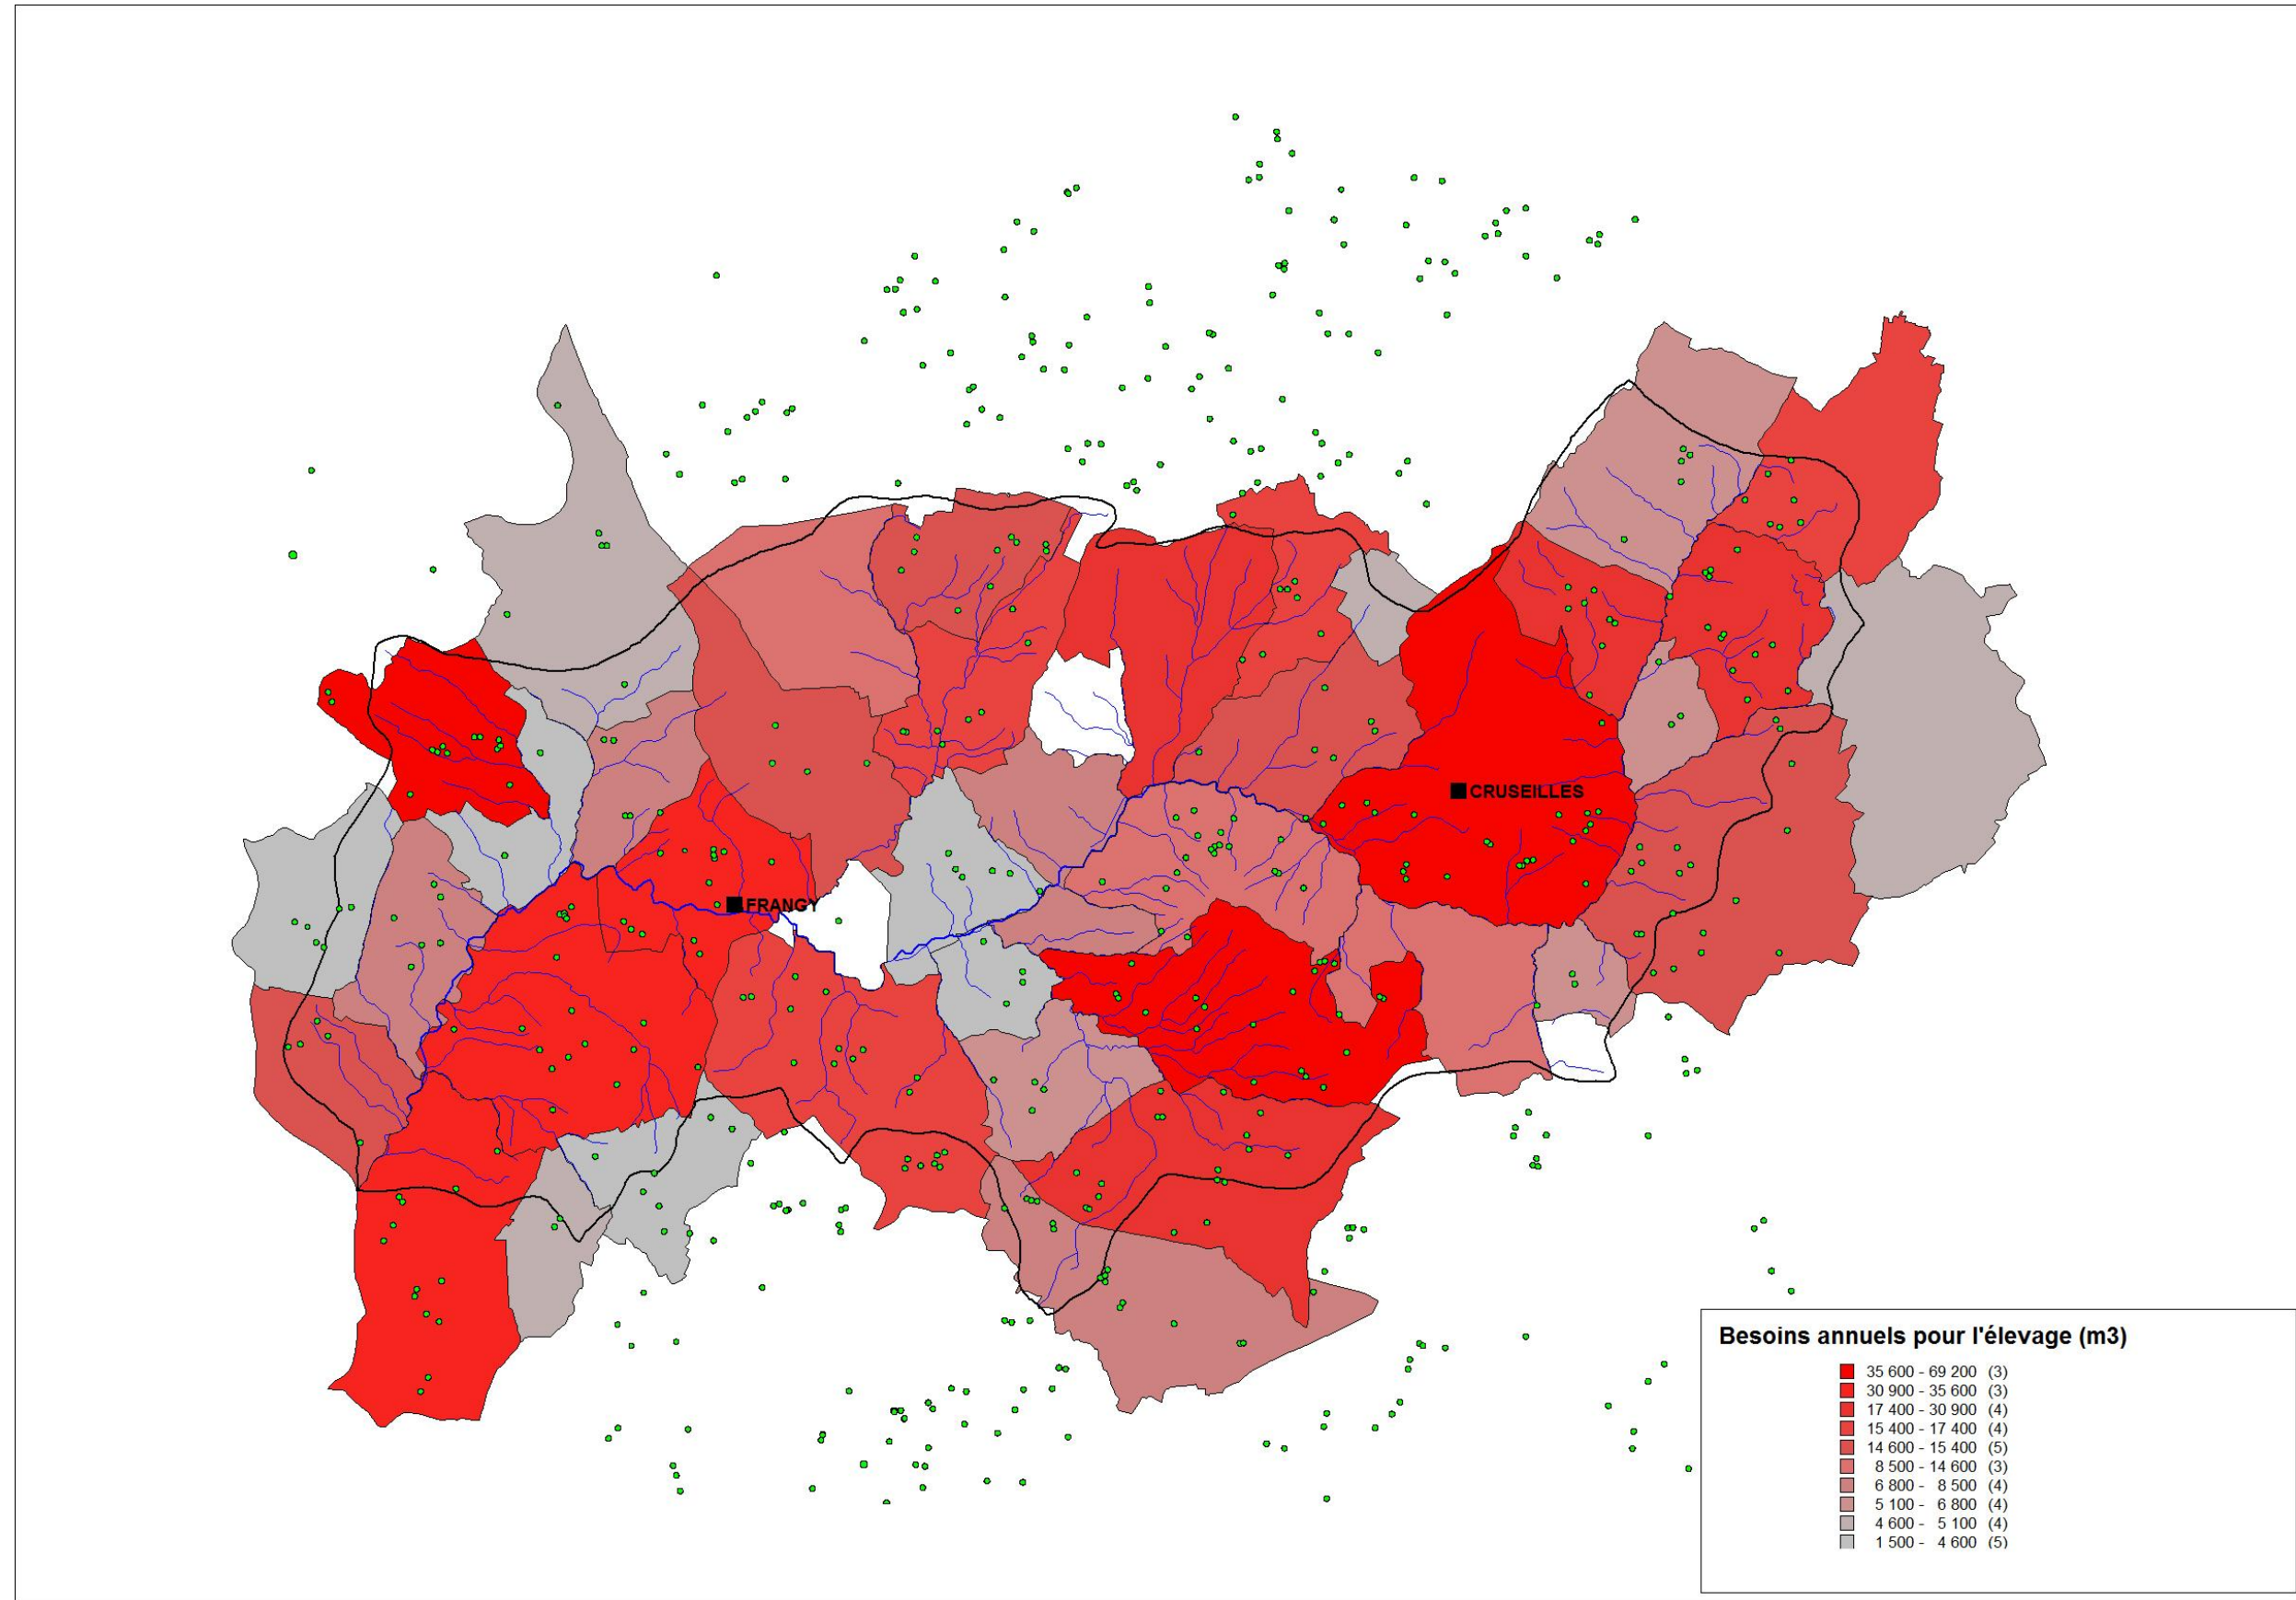 CRUSEILLES
FRANGY
Besoins annuels pour l'élevage (m3)
35 600 - 69 200 (3)
30 900 - 35 600 (3)
17 400 - 30 900 (4)
15 400 - 17 400 (4)
14 600 - 15 400 (5)
8 500 - 14 600 (3)
6 800 - 8 500 (4)
5 100 - 6 800 (4)
4 600 - 5 100 (4)
1 500 - 4 600 (5)